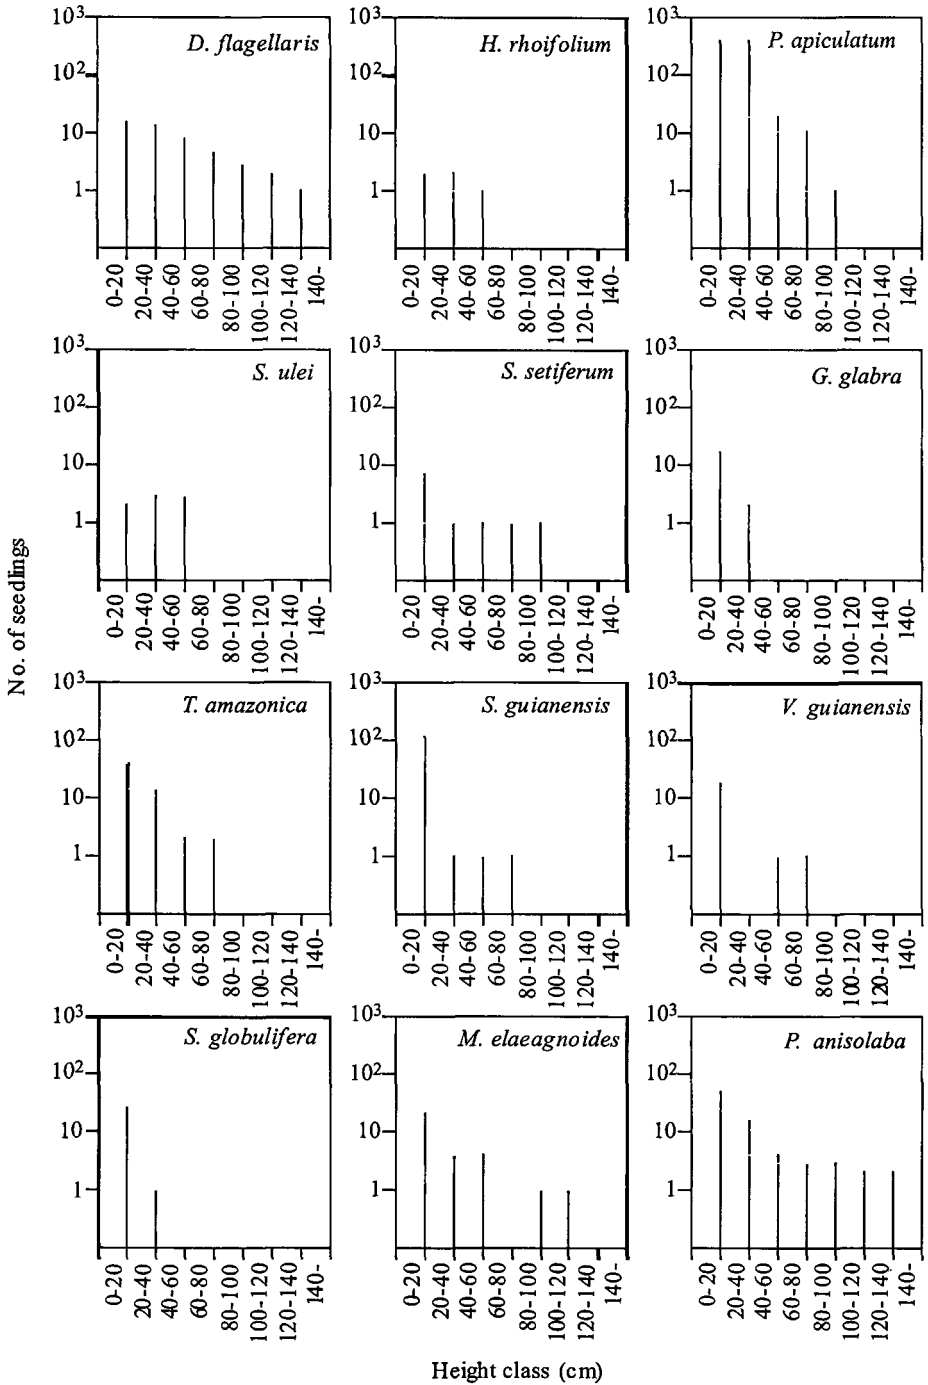 No. of seedlings
10³ 10³ 10³
D. flagellaris H. rhoifolium P. apiculatum
10² 10² 10²
10 10 10
1 1 1
0-20 20-40 40-60 60-80 80-100 100-120 120-140 140- 0-20 20-40 40-60 60-80 80-100 100-120 120-140 140- 0-20 20-40 40-60 60-80 80-100 100-120 120-140 140-
10³ 10³ 10³
S. ulei S. setiferum G. glabra
10² 10² 10²
10 10 10
1 1 1
0-20 20-40 40-60 60-80 80-100 100-120 120-140 140- 0-20 20-40 40-60 60-80 80-100 100-120 120-140 140- 0-20 20-40 40-60 60-80 80-100 100-120 120-140 140-
10³ 10³ 10³
T. amazonica S. guianensis V. guianensis
10² 10² 10²
10 10 10
1 1 1
0-20 20-40 40-60 60-80 80-100 100-120 120-140 140- 0-20 20-40 40-60 60-80 80-100 100-120 120-140 140- 0-20 20-40 40-60 60-80 80-100 100-120 120-140 140-
10³ 10³ 10³
S. globulifera M. elaeagnoides P. anisolaba
10² 10² 10²
10 10 10
1 1 1
0-20 20-40 40-60 60-80 80-100 100-120 120-140 140- 0-20 20-40 40-60 60-80 80-100 100-120 120-140 140- 0-20 20-40 40-60 60-80 80-100 100-120 120-140 140-
Height class (cm)